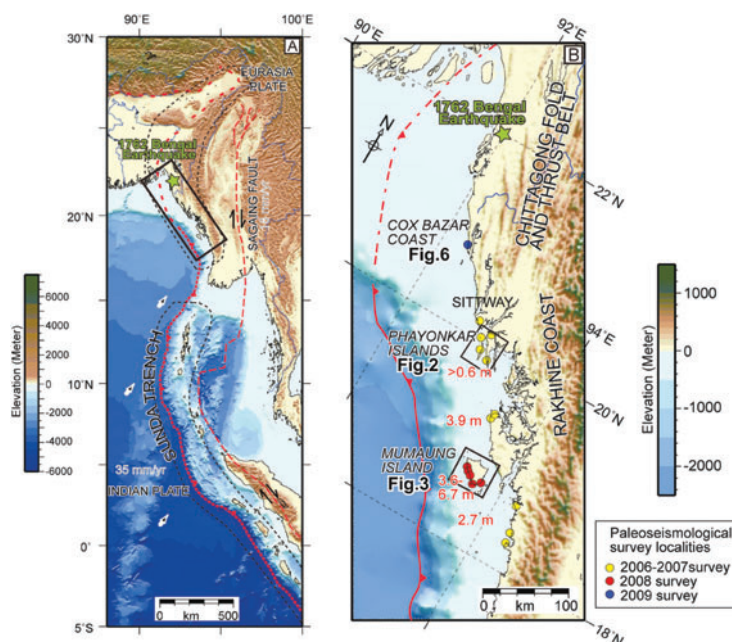 90°E
100°E
30°N
20°N
10°N
0°
5°S
A
EURASIA
PLATE
1762 Bengal
Earthquake
SAGAING FAULT
SUNDA TRENCH
35 mm/yr
INDIAN PLATE
0 500
km
Elevation (Meter)
6000
4000
2000
0
-2000
-4000
-6000
90°E
92°E
B
N
1762 Bengal
Earthquake
CHITTAGONG FOLD
AND THRUST BELT
22°N
COX BAZAR
COAST
Fig.6
SITTWAY
94°E
PHAYONKAR
ISLANDS
Fig.2
>0.6 m
RAKHINE COAST
20°N
3.9 m
MUMAUNG
ISLAND
Fig.3
3.6-
6.7 m
2.7 m
0 100
km
18°N
Elevation (Meter)
1000
0
-1000
-2000
Paleoseismological
survey localities
2006-2007survey
2008 survey
2009 survey